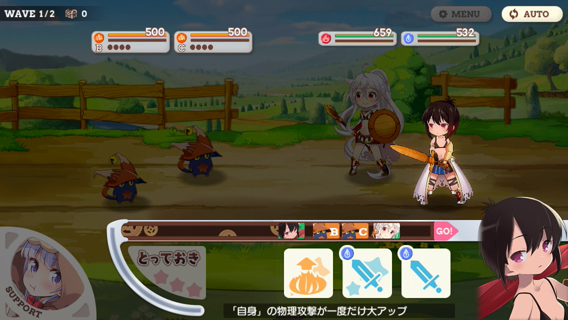 WAVE 1/2 0
MENU
AUTO
500
500
659
532
B
C
B
C
GO!
とっておき
SUPPORT
「自身」の物理攻撃が一度だけ大アップ